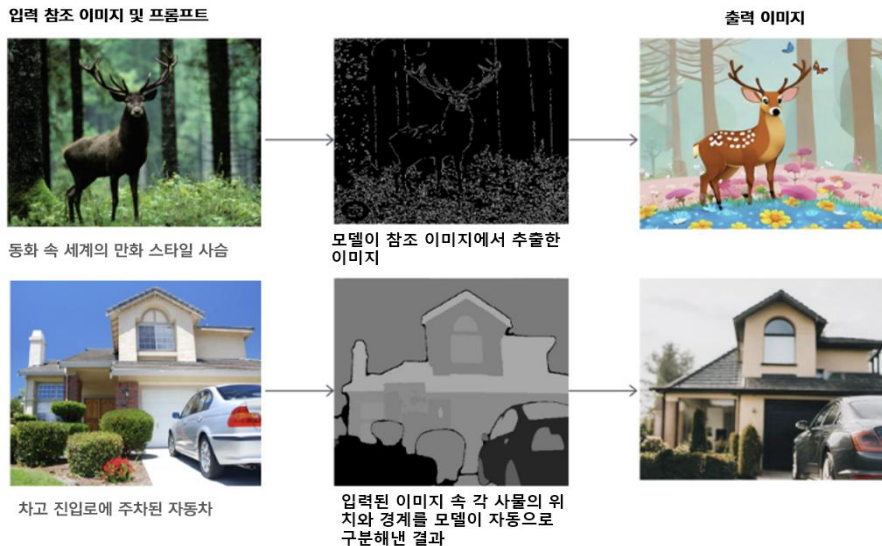 입력 참조 이미지 및 프롬프트
출력 이미지
동화 속 세계의 만화 스타일 사슴
모델이 참조 이미지에서 추출한
이미지
차고 진입로에 주차된 자동차
입력된 이미지 속 각 사물의 위
치와 경계를 모델이 자동으로
구분해낸 결과